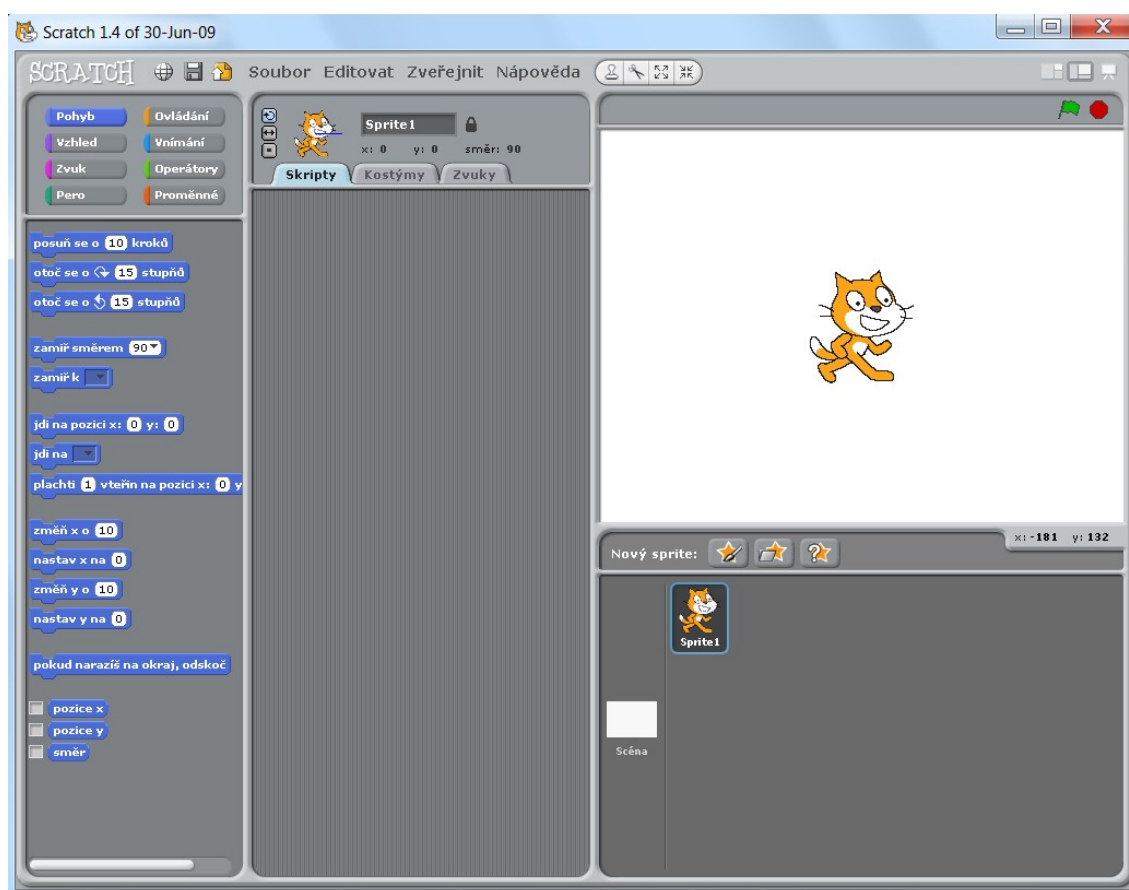 Scratch 1.4 of 30-Jun-09
SCRATCH Soubor Editovat Zveřejnit Nápověda
Pohyb Ovládání
Vzhled Vnímání
Zvuk Operátory
Pero Proměnné
posuň se o 10 kroků
otoč se o 15 stupňů
otoč se o 15 stupňů
zamiř směrem 90
zamiř k
jdi na pozici x: 0 y: 0
jdi na
plachti 1 vteřin na pozici x: 0 y
změň x o 10
nastav x na 0
změň y o 10
nastav y na 0
pokud narazíš na okraj, odskoč
pozice x
pozice y
směr
Sprite1
x: 0 y: 0 směr: 90
Skripty Kostýmy Zvuky
x: -181 y: 132
Nový sprite:
Sprite1
Scéna